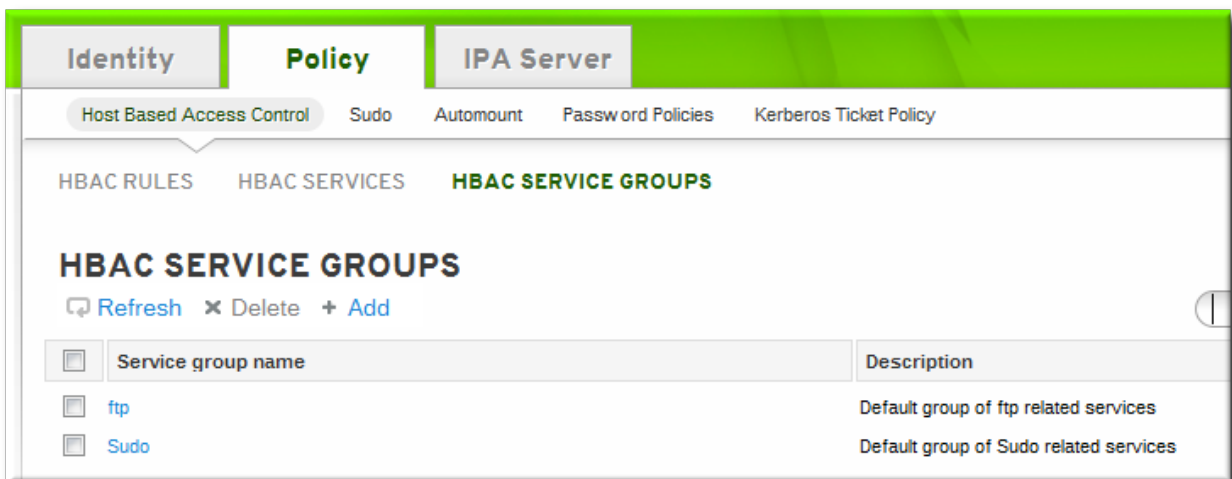 Identity Policy IPA Server
Host Based Access Control Sudo Automount Password Policies Kerberos Ticket Policy
HBAC RULES HBAC SERVICES HBAC SERVICE GROUPS
HBAC SERVICE GROUPS
Refresh Delete + Add
Service group name Description
ftp Default group of ftp related services
Sudo Default group of Sudo related services